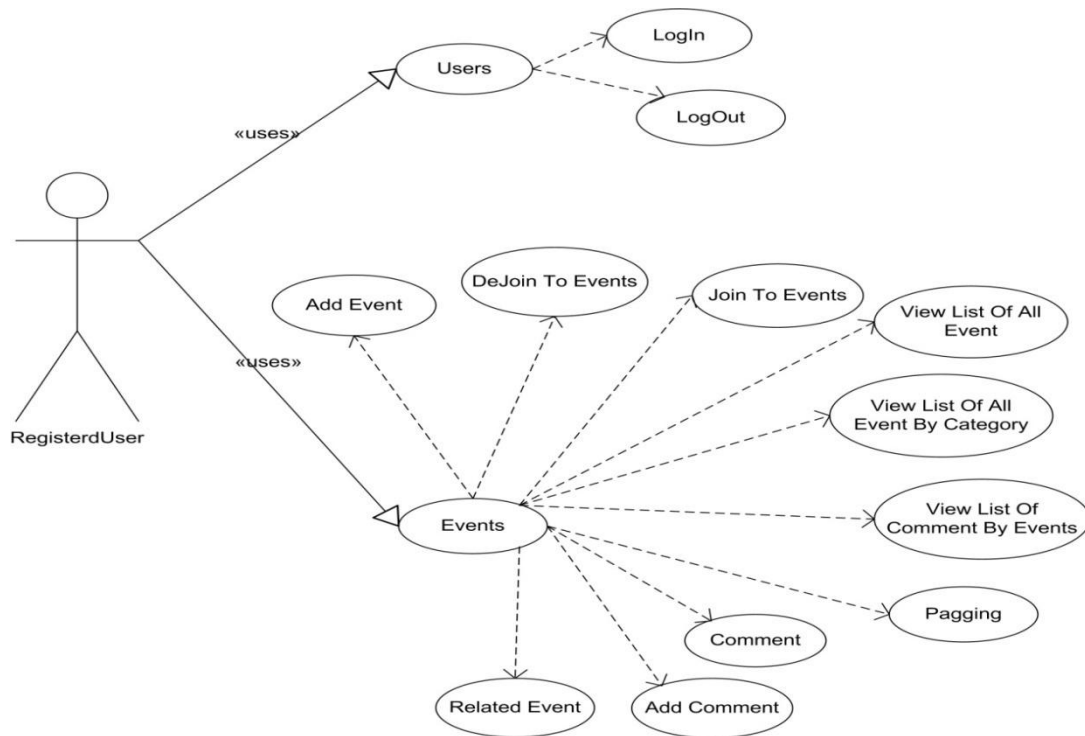 LogIn
Users
LogOut
«uses»
DeJoin To Events
Join To Events
Add Event
View List Of All
Event
«uses»
View List Of All
Event By Category
RegisterdUser
View List Of
Comment By Events
Events
Pagging
Comment
Related Event
Add Comment